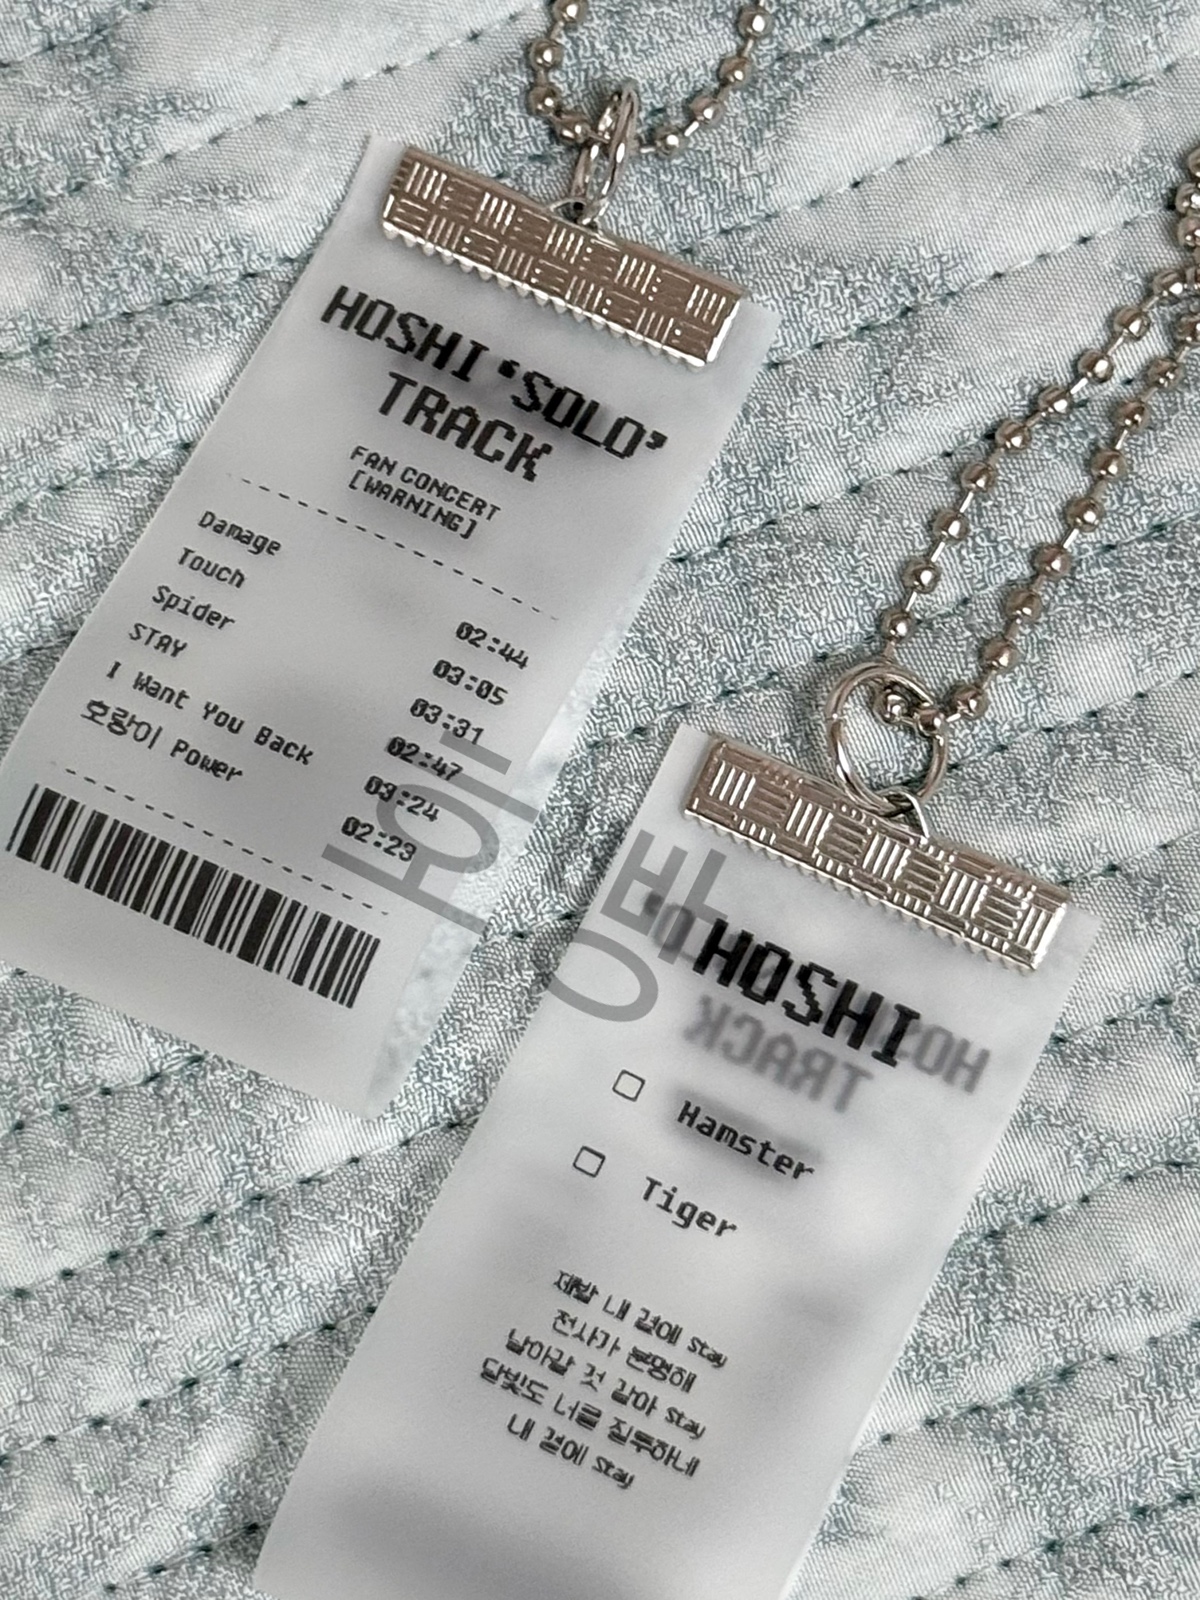 HOSHI ‘SOLO’
TRACK
FAN CONCERT
[WARNING]
Damage 02:44
Touch 03:05
Spider 03:31
STAY 02:47
I Want You Back 03:24
호랑이 Power 02:23
HOSHI
Hamster
Tiger
제발 내 곁에 stay
천사가 분명해
날아갈 것 같아 stay
달빛도 너를 질투하네
내 곁에 stay